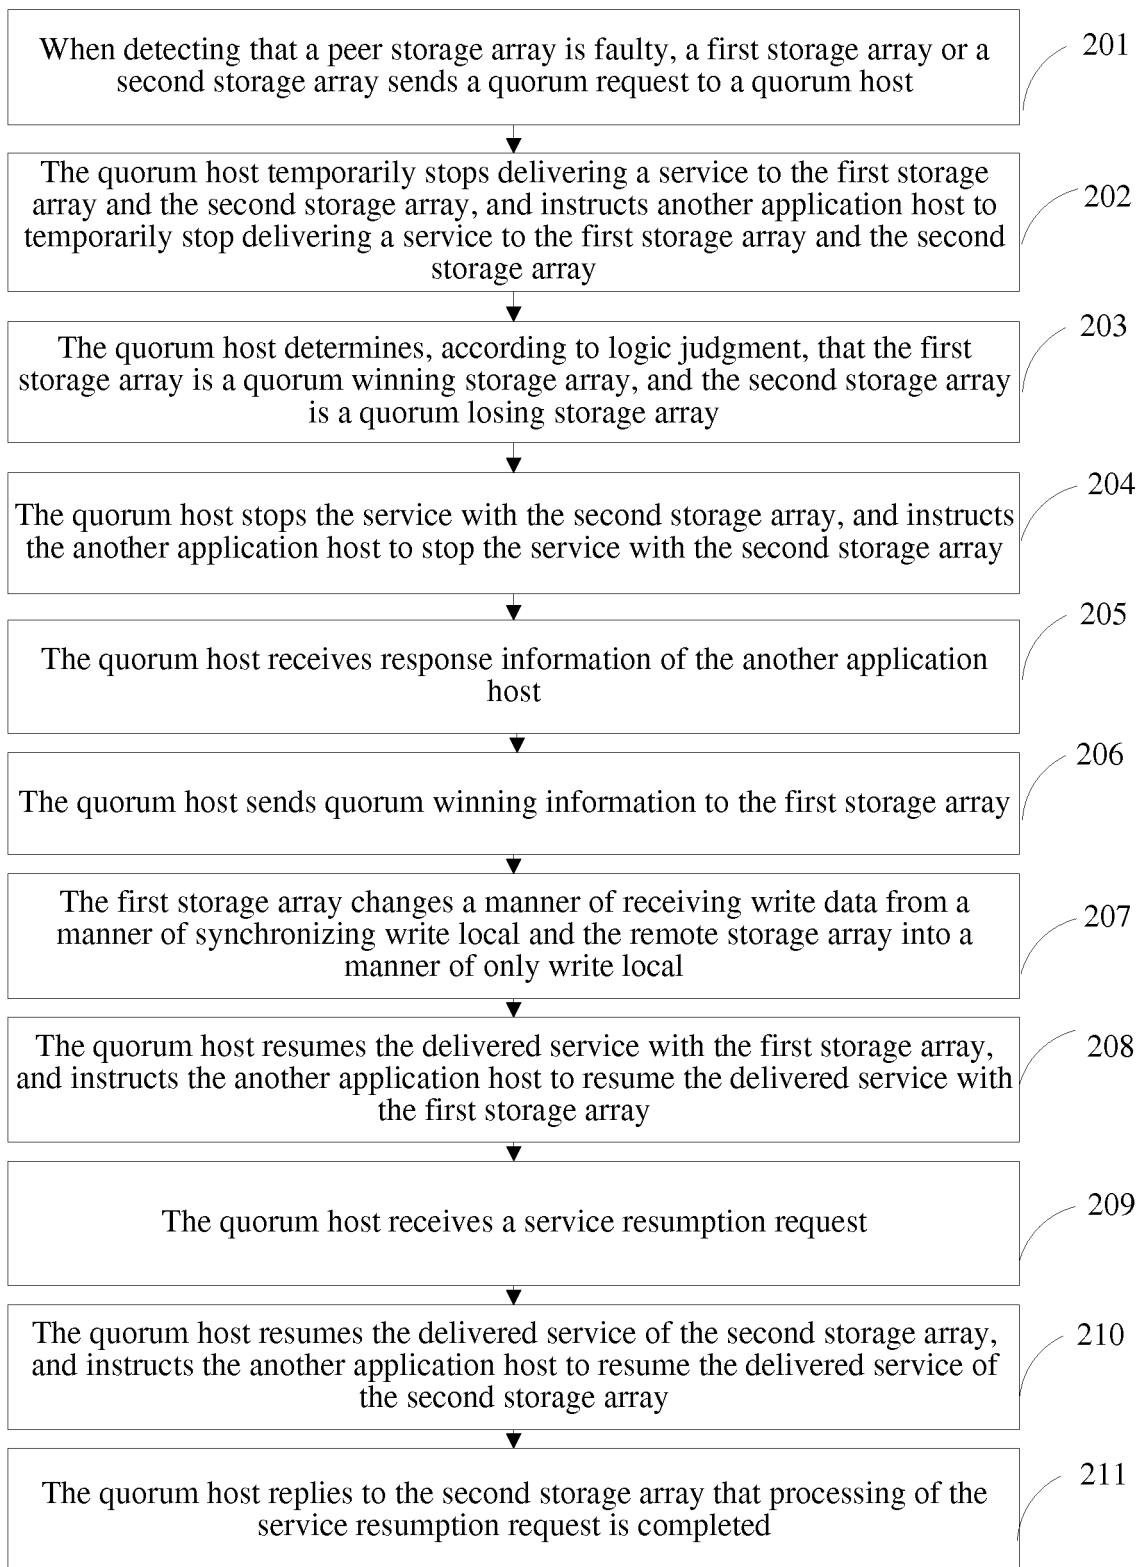 When detecting that a peer storage array is faulty, a first storage array or a
second storage array sends a quorum request to a quorum host
201
The quorum host temporarily stops delivering a service to the first storage
array and the second storage array, and instructs another application host to
temporarily stop delivering a service to the first storage array and the second
storage array
202
The quorum host determines, according to logic judgment, that the first
storage array is a quorum winning storage array, and the second storage array
is a quorum losing storage array
203
The quorum host stops the service with the second storage array, and instructs
the another application host to stop the service with the second storage array
204
The quorum host receives response information of the another application
host
205
The quorum host sends quorum winning information to the first storage array
206
The first storage array changes a manner of receiving write data from a
manner of synchronizing write local and the remote storage array into a
manner of only write local
207
The quorum host resumes the delivered service with the first storage array,
and instructs the another application host to resume the delivered service with
the first storage array
208
The quorum host receives a service resumption request
209
The quorum host resumes the delivered service of the second storage array,
and instructs the another application host to resume the delivered service of
the second storage array
210
The quorum host replies to the second storage array that processing of the
service resumption request is completed
211